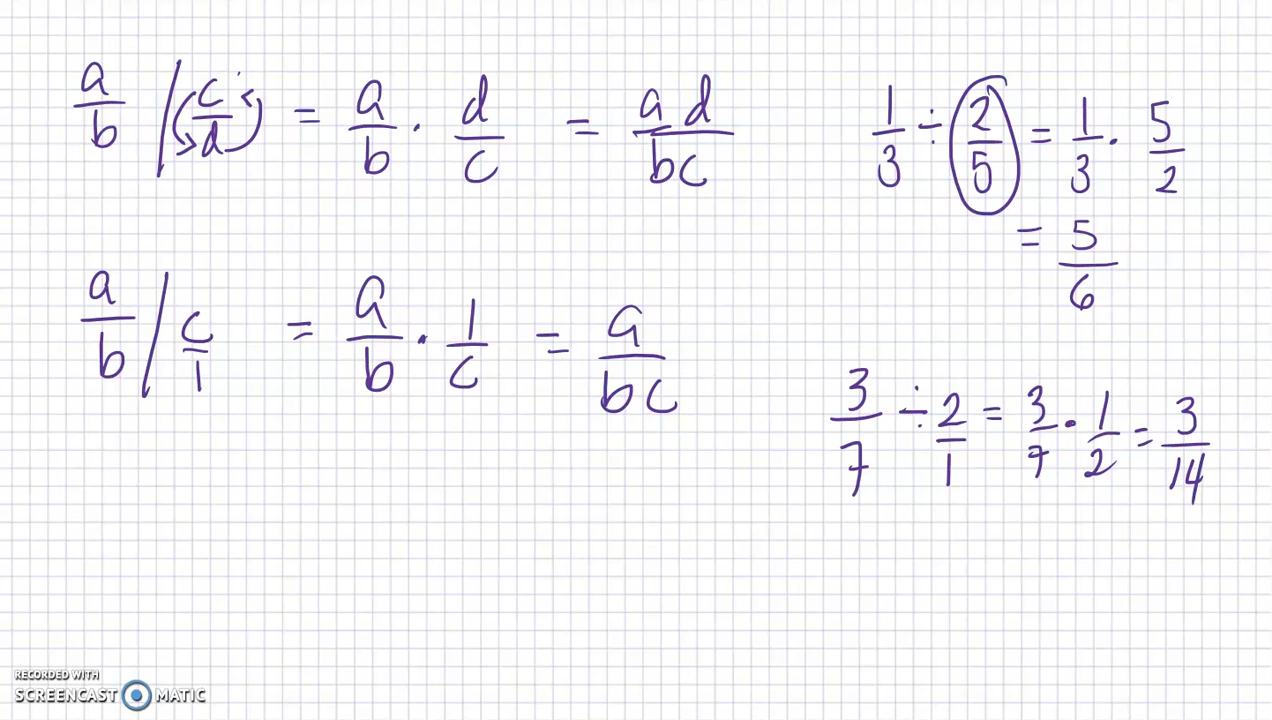 a/b / c/d = a/b · d/c = ad/bc
1/3 ÷ 2/5 = 1/3 · 5/2
= 5/6
a/b / c/1 = a/b · 1/c = a/bc
3/7 ÷ 2/1 = 3/7 · 1/2 = 3/14
RECORDED WITH
SCREENCAST MATIC